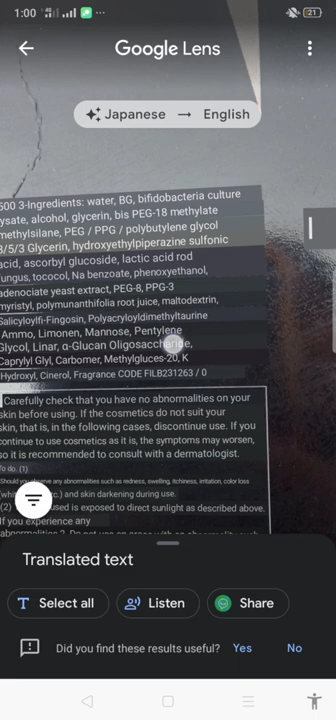 1:00
21
Google Lens
Japanese → English
500 3-Ingredients: water, BG, bifidobacteria culture
ysate, alcohol, glycerin, bis PEG-18 methylate
methylsilane, PEG / PPG / polybutylene glycol
8/5/3 Glycerin, hydroxyethylpiperazine sulfonic
acid, ascorbyl glucoside, lactic acid rod
fungus, tococol, Na benzoate, phenoxyethanol,
adenociate yeast extract, PEG-8, PPG-3
myristyl, polymunanthifolia root juice, maltodextrin,
Salicyloylfi-Fingosin, Polyacryloyldimethyltaurine
Ammo, Limonen, Mannose, Pentylene
Glycol, Linar, α-Glucan Oligosaccharide,
Caprylyl Glyl, Carbomer, Methylgluces-20, K
Hydroxyl, Cinerol, Fragrance CODE FILB231263 / 0
Carefully check that you have no abnormalities on your
skin before using. If the cosmetics do not suit your
skin, that is, in the following cases, discontinue use. If you
continue to use cosmetics as it is, the symptoms may worsen,
so it is recommended to consult with a dermatologist.
To do. (1)
Should you observe any abnormalities such as redness, swelling, itchiness, irritation, color loss
(whi c.) and skin darkening during use.
(2) used is exposed to direct sunlight as described above.
If you experience any
Translated text
Select all
Listen
Share
Did you find these results useful? Yes No